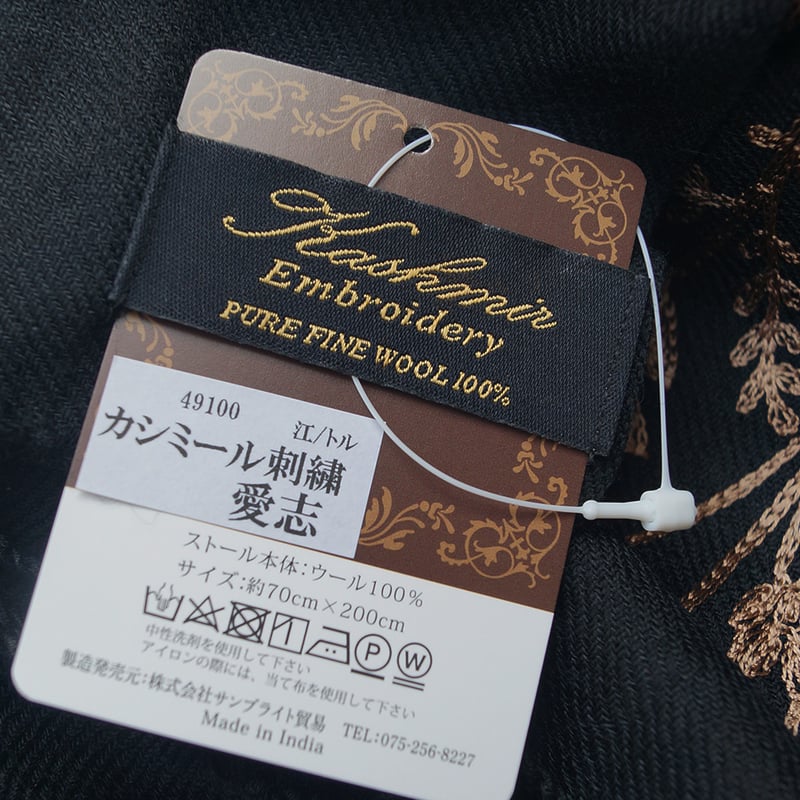 Kashmir
Embroidery
PURE FINE WOOL 100%
49100
江/トル
カシミール刺繍
愛志
ストール本体:ウール100%
サイズ:約70cm×200cm
P W
中性洗剤を使用して下さい
アイロンの際には、当て布を使用して下さい
製造発売元:株式会社サンブライト貿易
Made in India TEL:075-256-8227